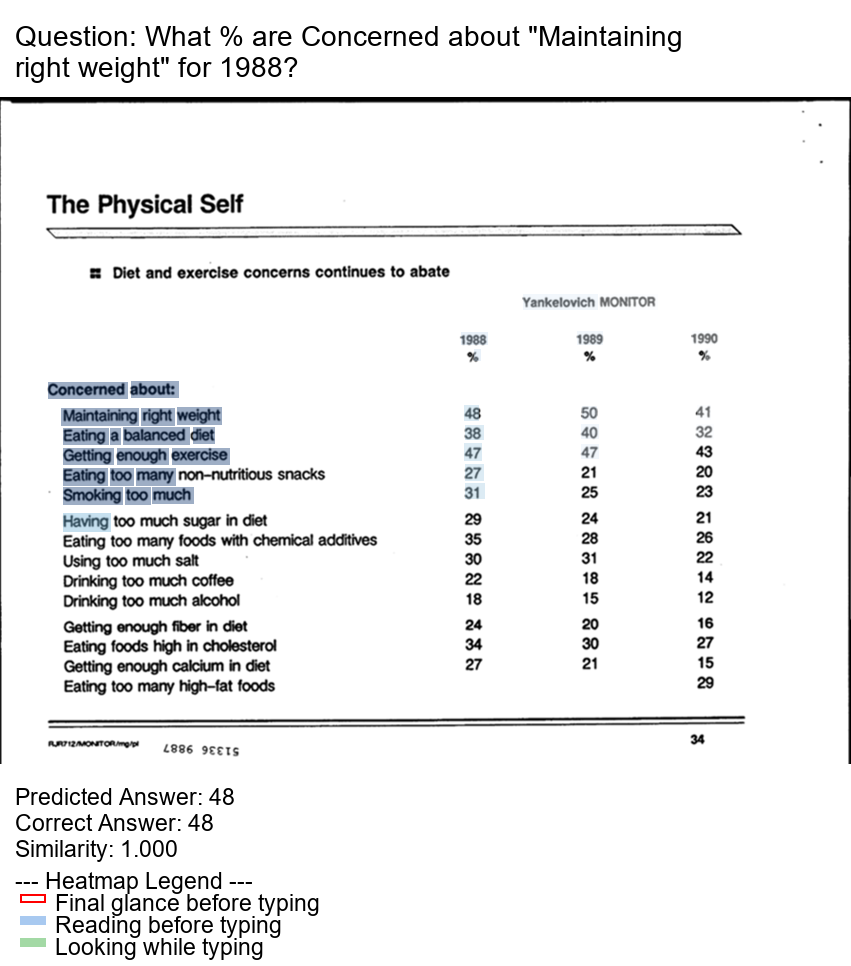 Question: What % are Concerned about "Maintaining
right weight" for 1988?
The Physical Self
Diet and exercise concerns continues to abate
Yankelovich MONITOR
1988 1989 1990
% % %
Concerned about:
Maintaining right weight 48 50 41
Eating a balanced diet 38 40 32
Getting enough exercise 47 47 43
Eating too many non-nutritious snacks 27 21 20
Smoking too much 31 25 23
Having too much sugar in diet 29 24 21
Eating too many foods with chemical additives 35 28 26
Using too much salt 30 31 22
Drinking too much coffee 22 18 14
Drinking too much alcohol 18 15 12
Getting enough fiber in diet 24 20 16
Eating foods high in cholesterol 34 30 27
Getting enough calcium in diet 27 21 15
Eating too many high-fat foods 29
RJR712/MONITOR/mg/pl 51336 9887 34
Predicted Answer: 48
Correct Answer: 48
Similarity: 1.000
--- Heatmap Legend ---
Final glance before typing
Reading before typing
Looking while typing